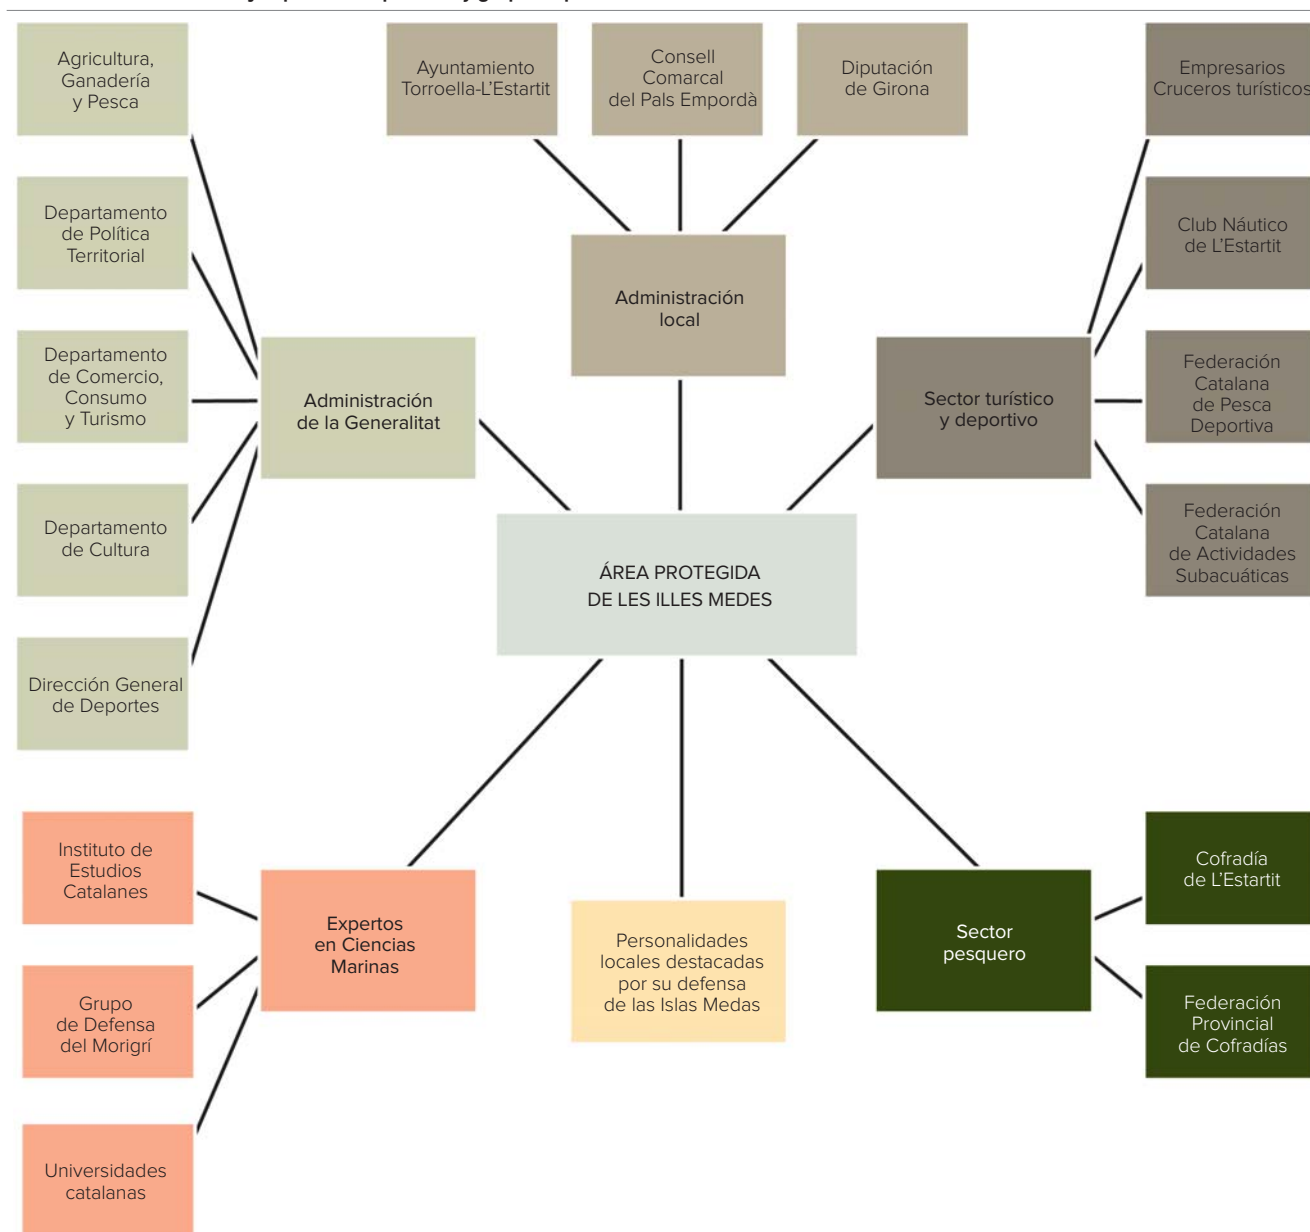 Agricultura,
Ganadería
y Pesca
Ayuntamiento
Torroella-L'Estartit
Consell
Comarcal
del Pals Empordà
Diputación
de Girona
Empresarios
Cruceros turísticos
Departamento
de Política
Territorial
Club Náutico
de L'Estartit
Administración
local
Departamento
de Comercio,
Consumo
y Turismo
Administración
de la Generalitat
Sector turístico
y deportivo
Federación
Catalana
de Pesca
Deportiva
Departamento
de Cultura
Federación
Catalana
de Actividades
Subacuáticas
ÁREA PROTEGIDA
DE LES ILLES MEDES
Dirección General
de Deportes
Instituto de
Estudios
Catalanes
Expertos
en Ciencias
Marinas
Personalidades
locales destacadas
por su defensa
de las Islas Medas
Sector
pesquero
Cofradía
de L'Estartit
Grupo
de Defensa
del Morigrí
Federación
Provincial
de Cofradías
Universidades
catalanas